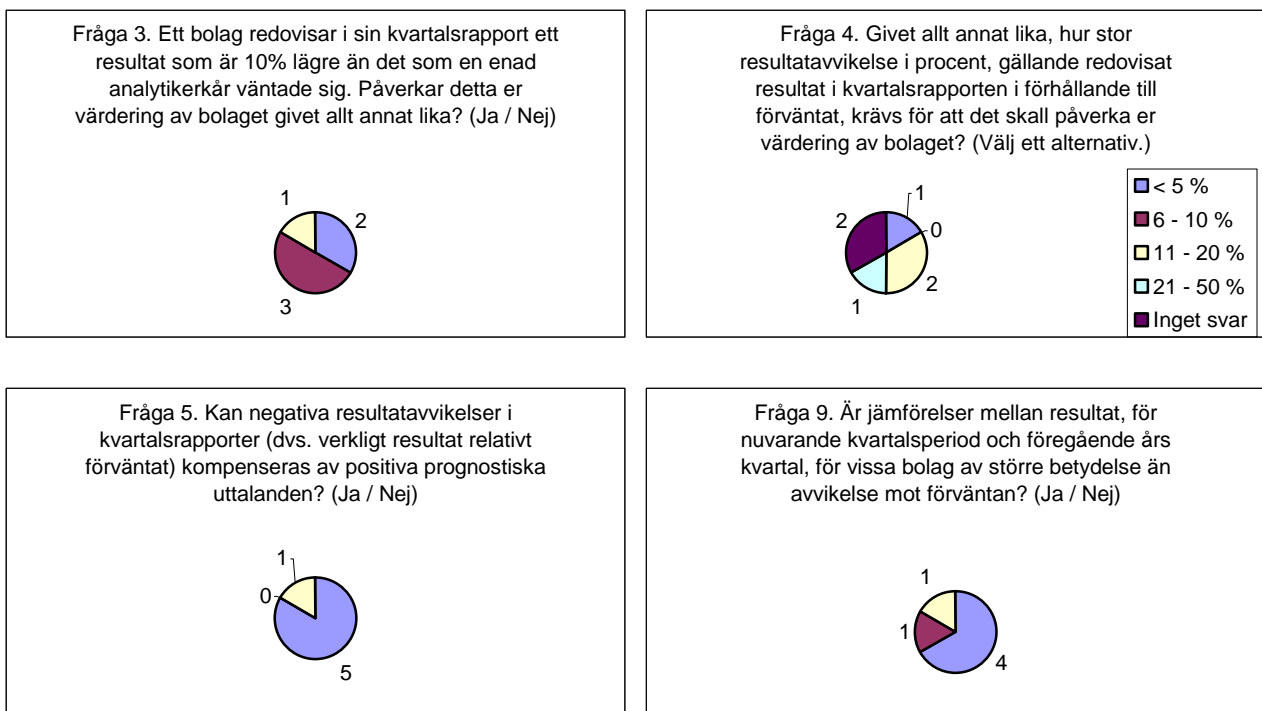 Fråga 3. Ett bolag redovisar i sin kvartalsrapport ett
resultat som är 10% lägre än det som en enad
analytikerkår väntade sig. Påverkar detta er
värdering av bolaget givet allt annat lika? (Ja / Nej)
1
2
3
Fråga 4. Givet allt annat lika, hur stor
resultatavvikelse i procent, gällande redovisat
resultat i kvartalsrapporten i förhållande till
förväntat, krävs för att det skall påverka er
värdering av bolaget? (Välj ett alternativ.)
1
0
2
2
1
< 5 %
6 - 10 %
11 - 20 %
21 - 50 %
Inget svar
Fråga 5. Kan negativa resultatavvikelser i
kvartalsrapporter (dvs. verkligt resultat relativt
förväntat) kompenseras av positiva prognostiska
uttalanden? (Ja / Nej)
1
0
5
Fråga 9. Är jämförelser mellan resultat, för
nuvarande kvartalsperiod och föregående års
kvartal, för vissa bolag av större betydelse än
avvikelse mot förväntan? (Ja / Nej)
1
1
4